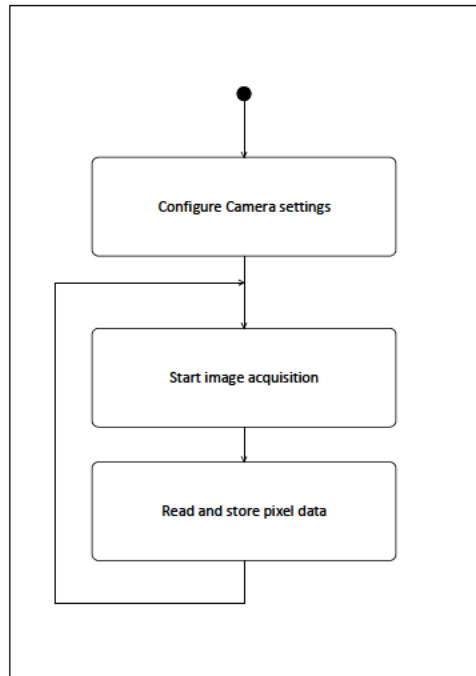 Configure Camera settings
Start image acquisition
Read and store pixel data